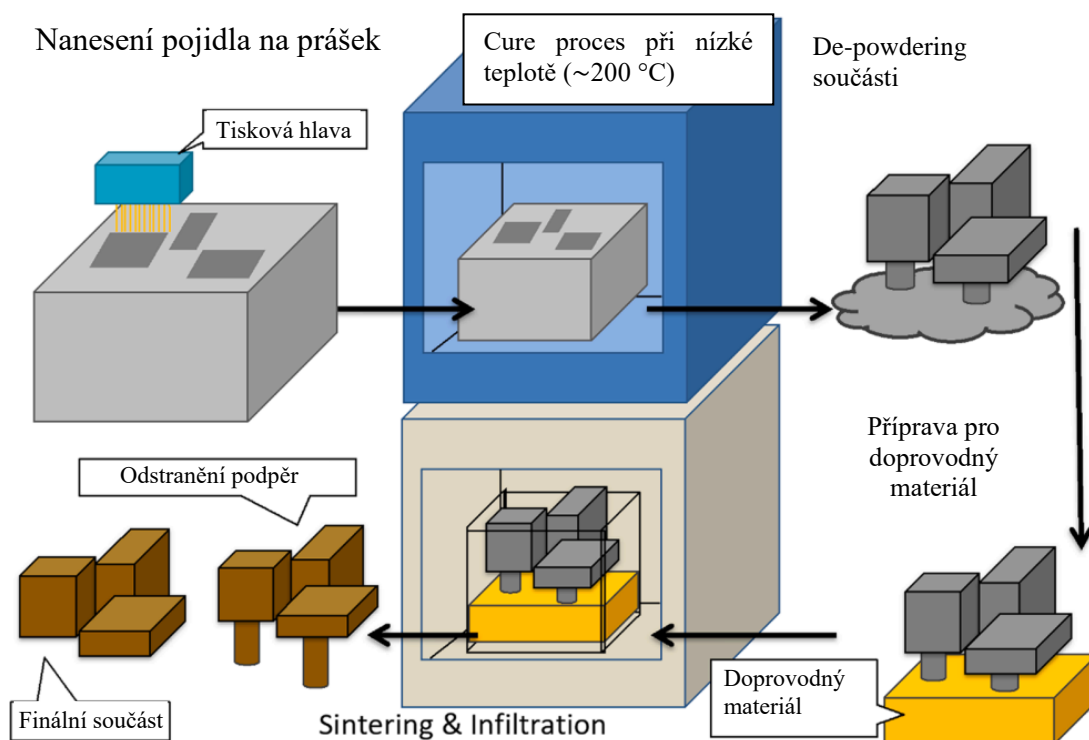 Nanesení pojidla na prášek
Cure proces při nízké
teplotě (~200 °C)
De-powdering
součásti
Tisková hlava
Příprava pro
doprovodný
materiál
Odstranění podpěr
Finální součást
Sintering & Infiltration
Doprovodný
materiál